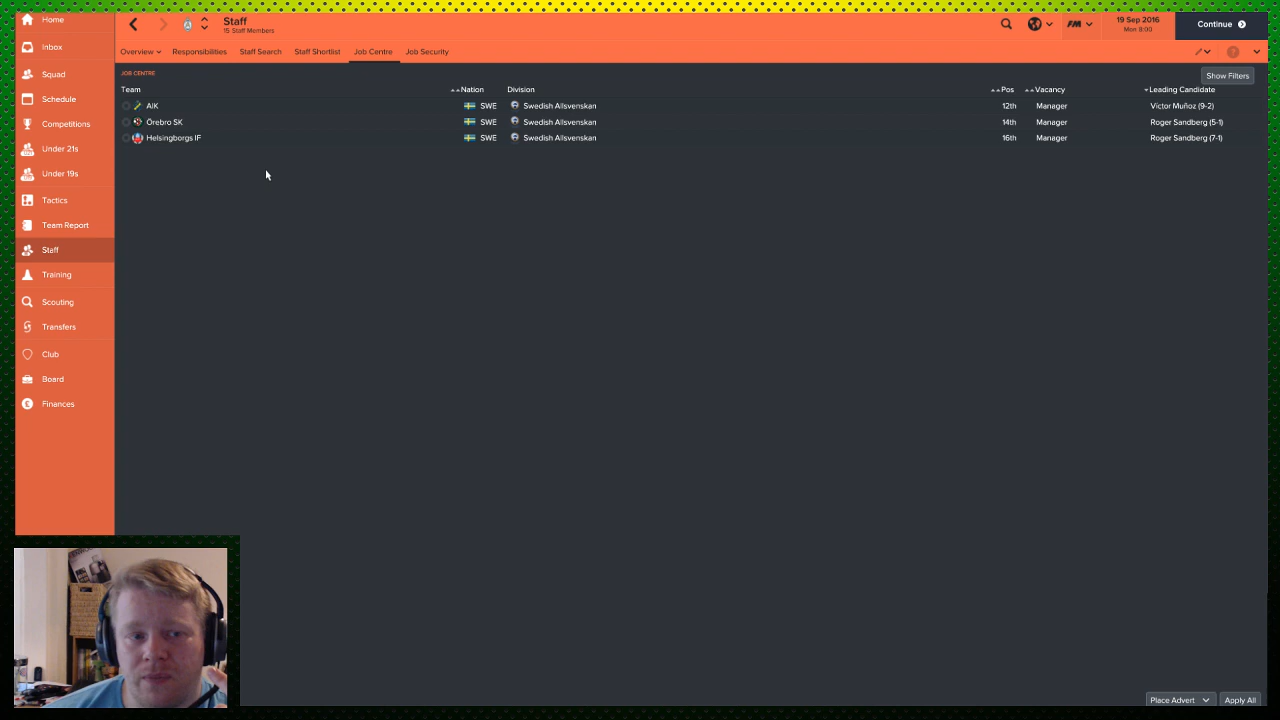 Home
Staff
15 Staff Members
FM
19 Sep 2016
Mon 9:00
Continue
Inbox
Squad
Schedule
Competitions
Under 21s
Under 19s
Tactics
Team Report
Staff
Training
Scouting
Transfers
Club
Board
Finances
Overview Responsibilities Staff Search Staff Shortlist Job Centre Job Security
JOB CENTRE
Show Filters
Team Nation Division Pos Vacancy Leading Candidate
AIK SWE Swedish Allsvenskan 12th Manager Víctor Muñoz (9-2)
Örebro SK SWE Swedish Allsvenskan 14th Manager Roger Sandberg (5-1)
Helsingborgs IF SWE Swedish Allsvenskan 16th Manager Roger Sandberg (7-1)
Place Advert Apply All